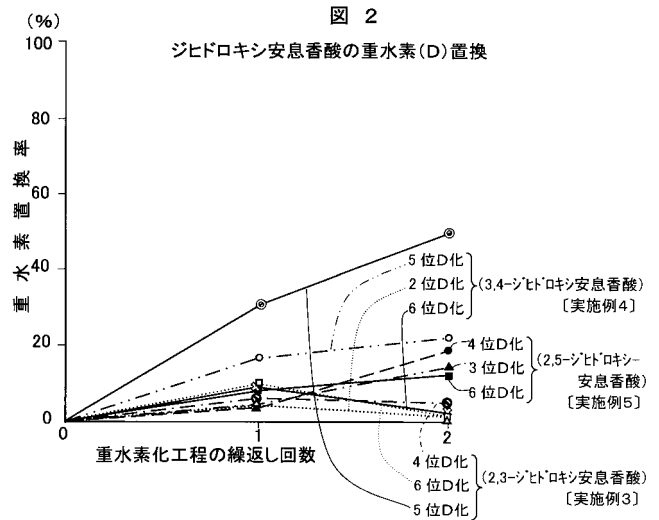 図 2
(%)
ジヒドロキシ安息香酸の重水素(D)置換
100
80
60
40
20
0
重水素置換率
0
1
2
重水素化工程の繰返し回数
5 位D化
2 位D化
6 位D化
(3,4-ジヒドロキシ安息香酸)
〔実施例4〕
4 位D化
3 位D化
6 位D化
(2,5-ジヒドロキシ-
安息香酸)
〔実施例5〕
4 位D化
6 位D化
5 位D化
(2,3-ジヒドロキシ安息香酸)
〔実施例3〕